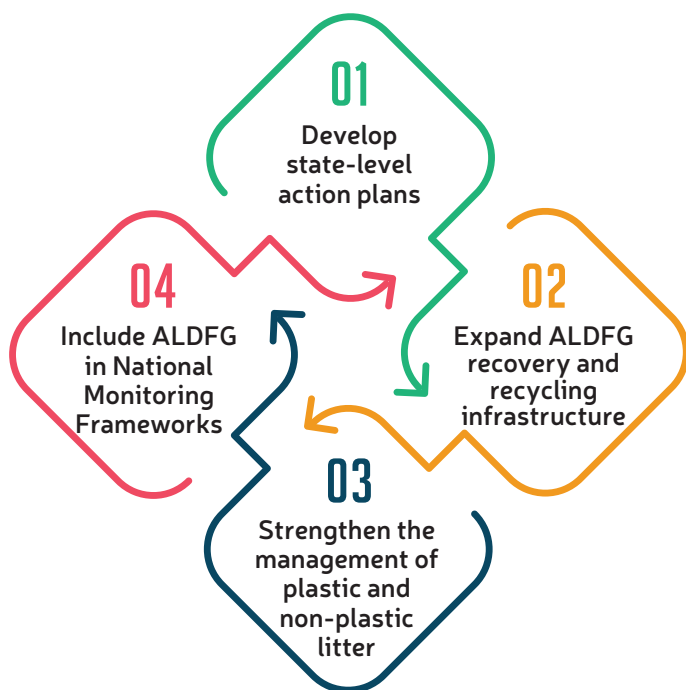 01
Develop
state-level
action plans
02
Expand ALDFG
recovery and
recycling
infrastructure
03
Strengthen the
management of
plastic and
non-plastic
litter
04
Include ALDFG
in National
Monitoring
Frameworks